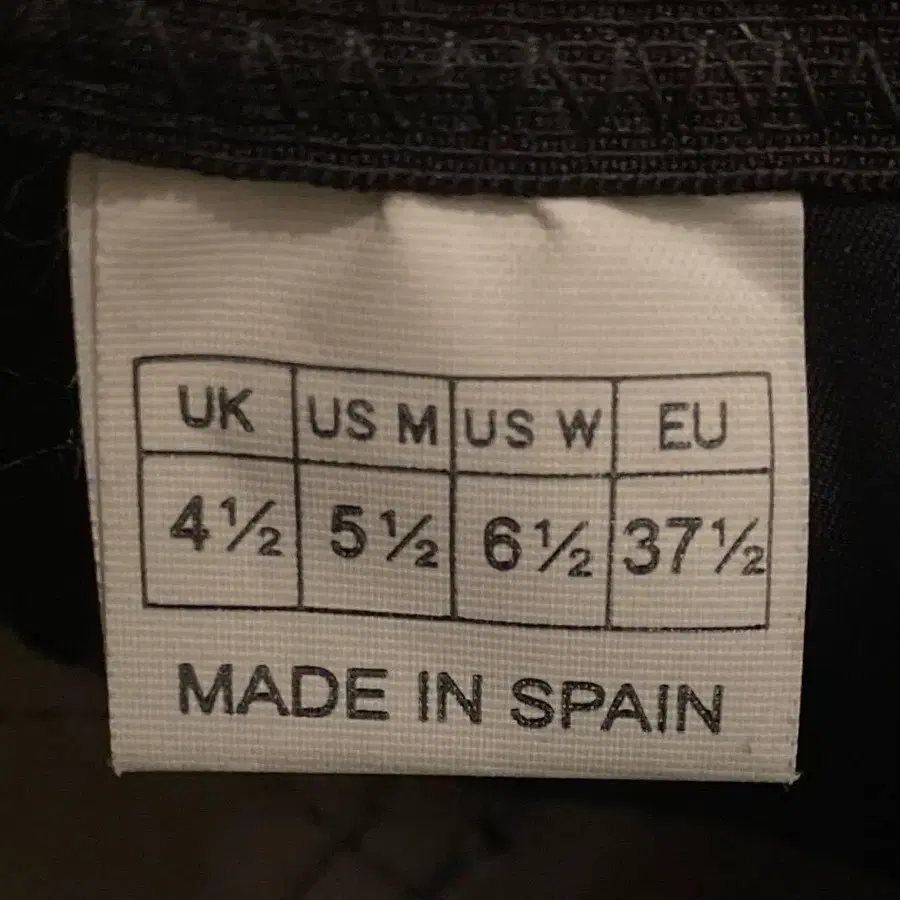 UK US M US W EU
4½ 5½ 6½ 37½
MADE IN SPAIN